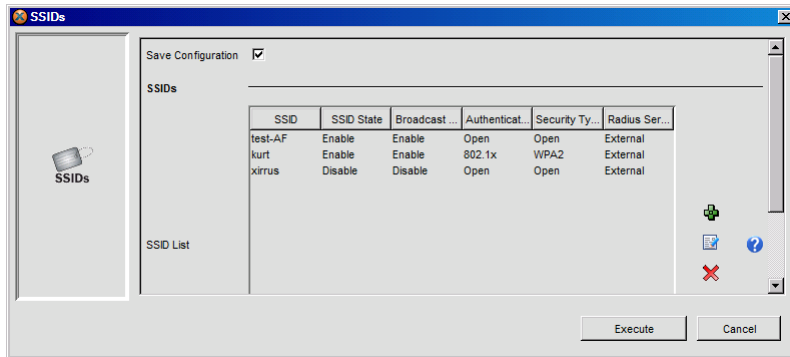 SSIDs
Save Configuration
SSIDs
SSID SSID State Broadcast ... Authenticat... Security Ty... Radius Ser...
test-AF Enable Enable Open Open External
kurt Enable Enable 802.1x WPA2 External
xirrus Disable Disable Open Open External
SSIDs
SSID List
Execute Cancel